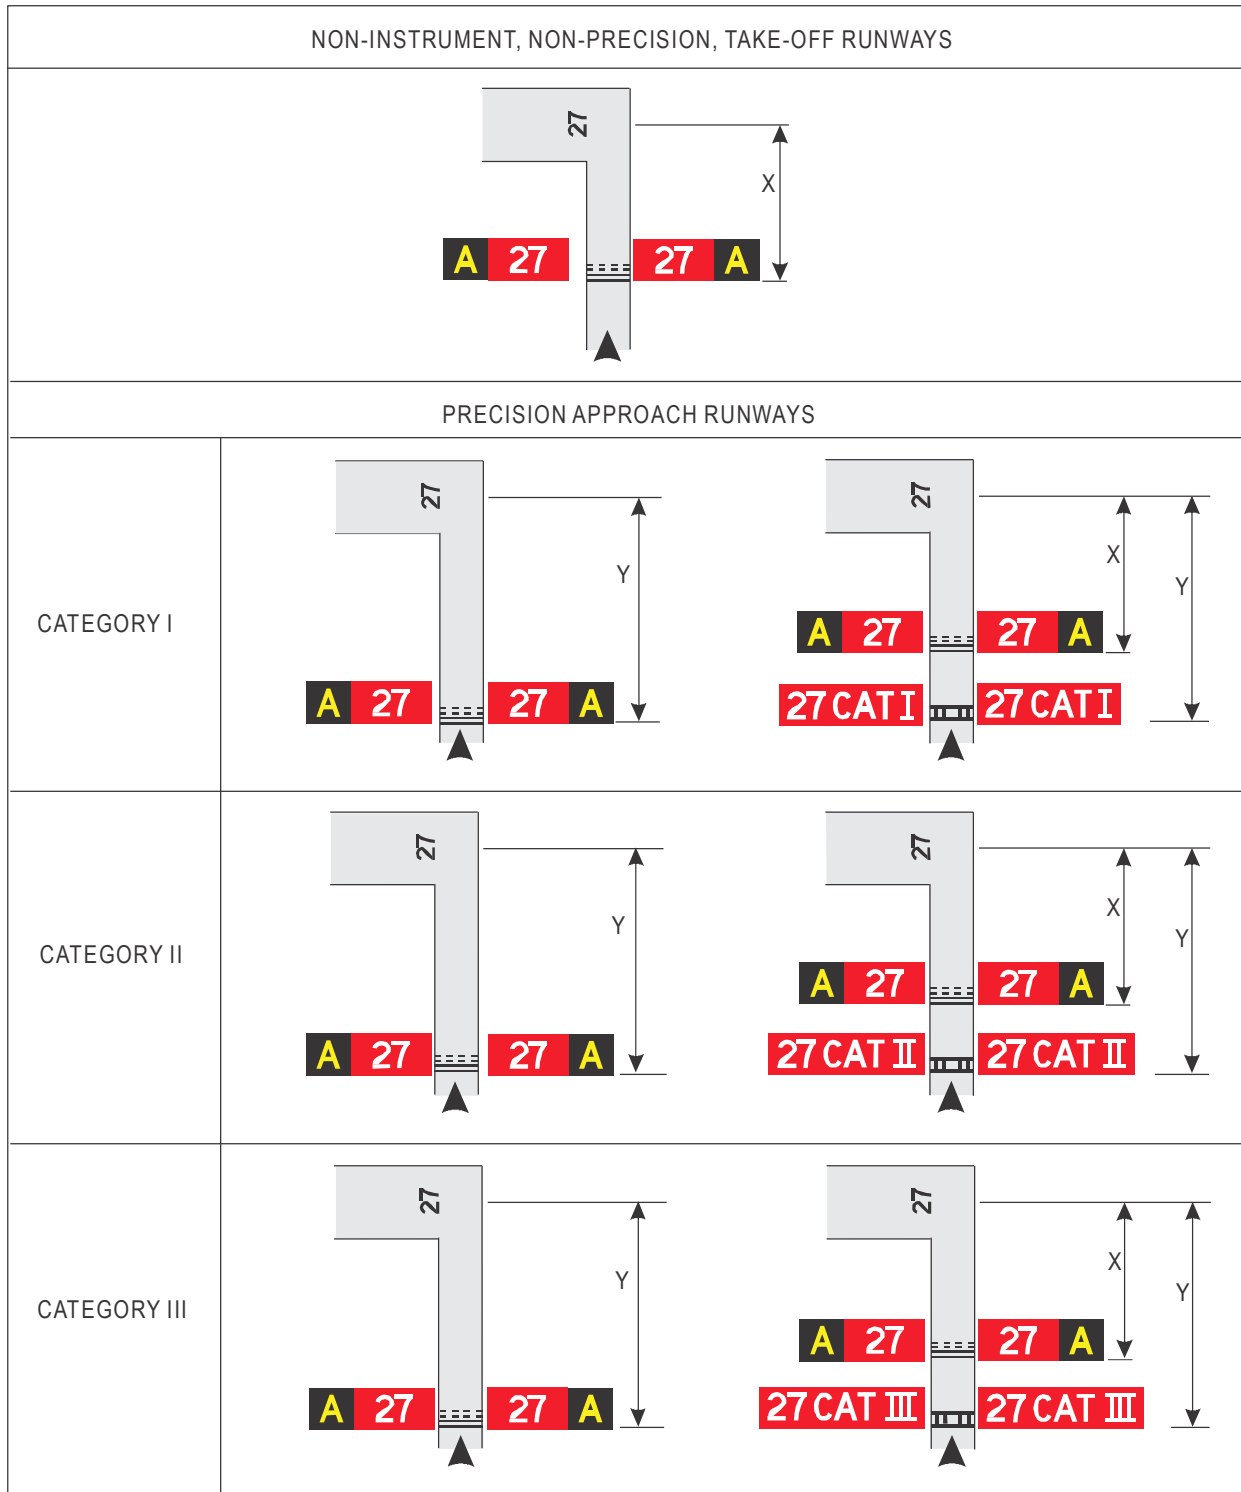 NON-INSTRUMENT, NON-PRECISION, TAKE-OFF RUNWAYS
27
X
A 27 27 A
PRECISION APPROACH RUNWAYS
CATEGORY I
27
Y
A 27 27 A
27
X
Y
A 27 27 A
27 CAT I 27 CAT I
CATEGORY II
27
Y
A 27 27 A
27
X
Y
A 27 27 A
27 CAT II 27 CAT II
CATEGORY III
27
Y
A 27 27 A
27
X
Y
A 27 27 A
27 CAT III 27 CAT III